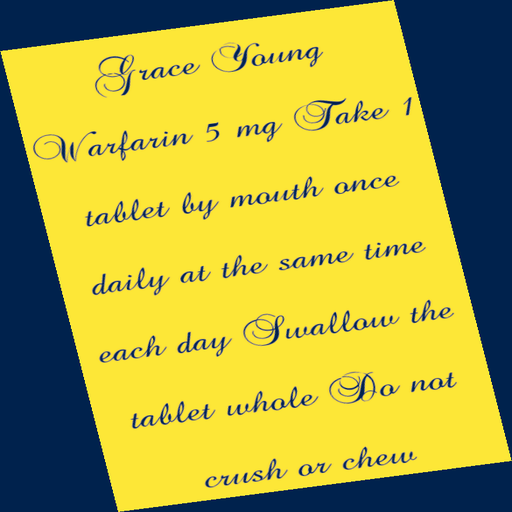 Grace Young
Warfarin 5 mg Take 1
tablet by mouth once
daily at the same time
each day Swallow the
tablet whole Do not
crush or chew